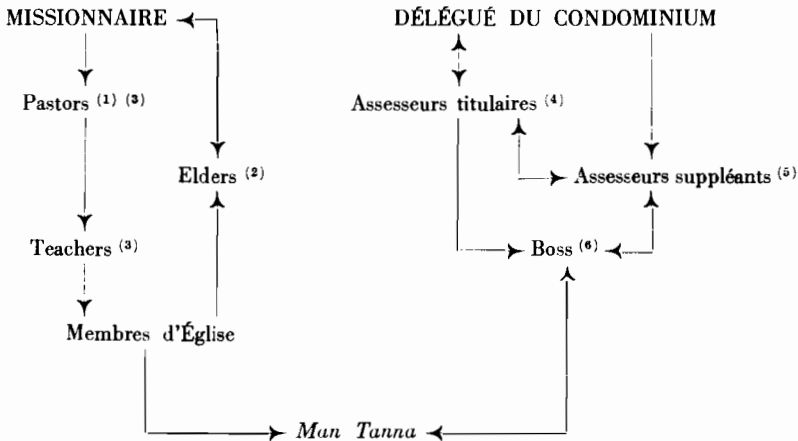 MISSIONNAIRE DÉLÉGUÉ DU CONDOMINIUM
Pastors (1) (3) Assesseurs titulaires (4)
Elders (2) Assesseurs suppléants (5)
Teachers (3) Boss (6)
Membres d'Église
Man Tanna